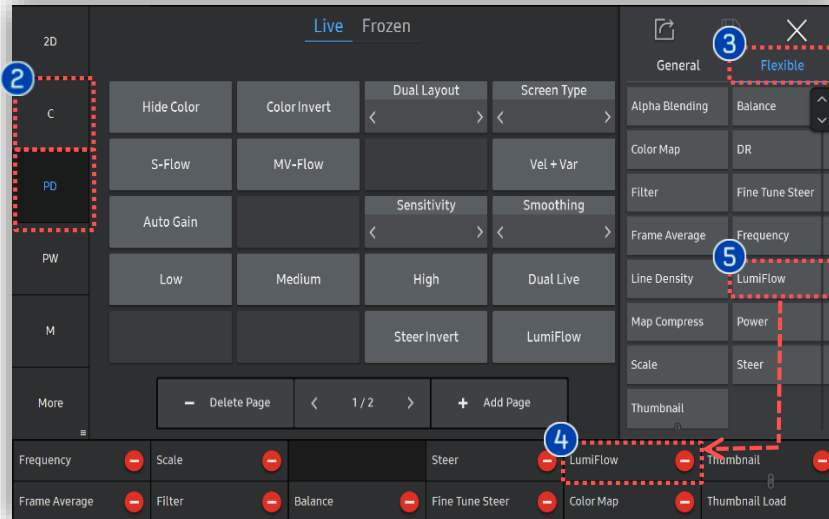 Live Frozen
2D
3
General Flexible
2
C
Hide Color Color Invert Dual Layout Screen Type
< > < >
Alpha Blending Balance
S-Flow MV-Flow Vel + Var
Color Map DR
PD
Filter Fine Tune Steer
Auto Gain Sensitivity Smoothing
< > < >
Frame Average Frequency
PW
5
Low Medium High Dual Live
Line Density LumiFlow
M
Steer Invert LumiFlow
Map Compress Power
Scale Steer
More
− Delete Page < 1 / 2 > + Add Page
Thumbnail
4
Frequency Scale Steer LumiFlow Thumbnail
Frame Average Filter Balance Fine Tune Steer Color Map Thumbnail Load